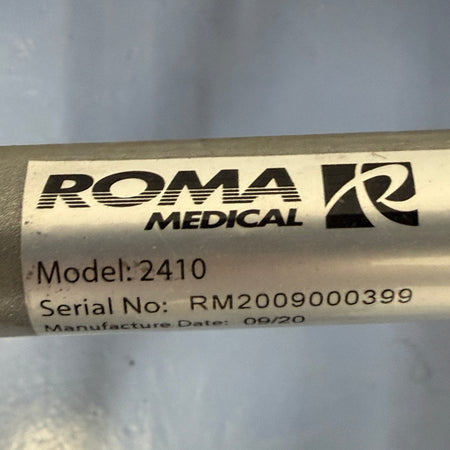 ROMA
MEDICAL
Model: 2410
Serial No: RM2009000399
Manufacture Date: 09/20